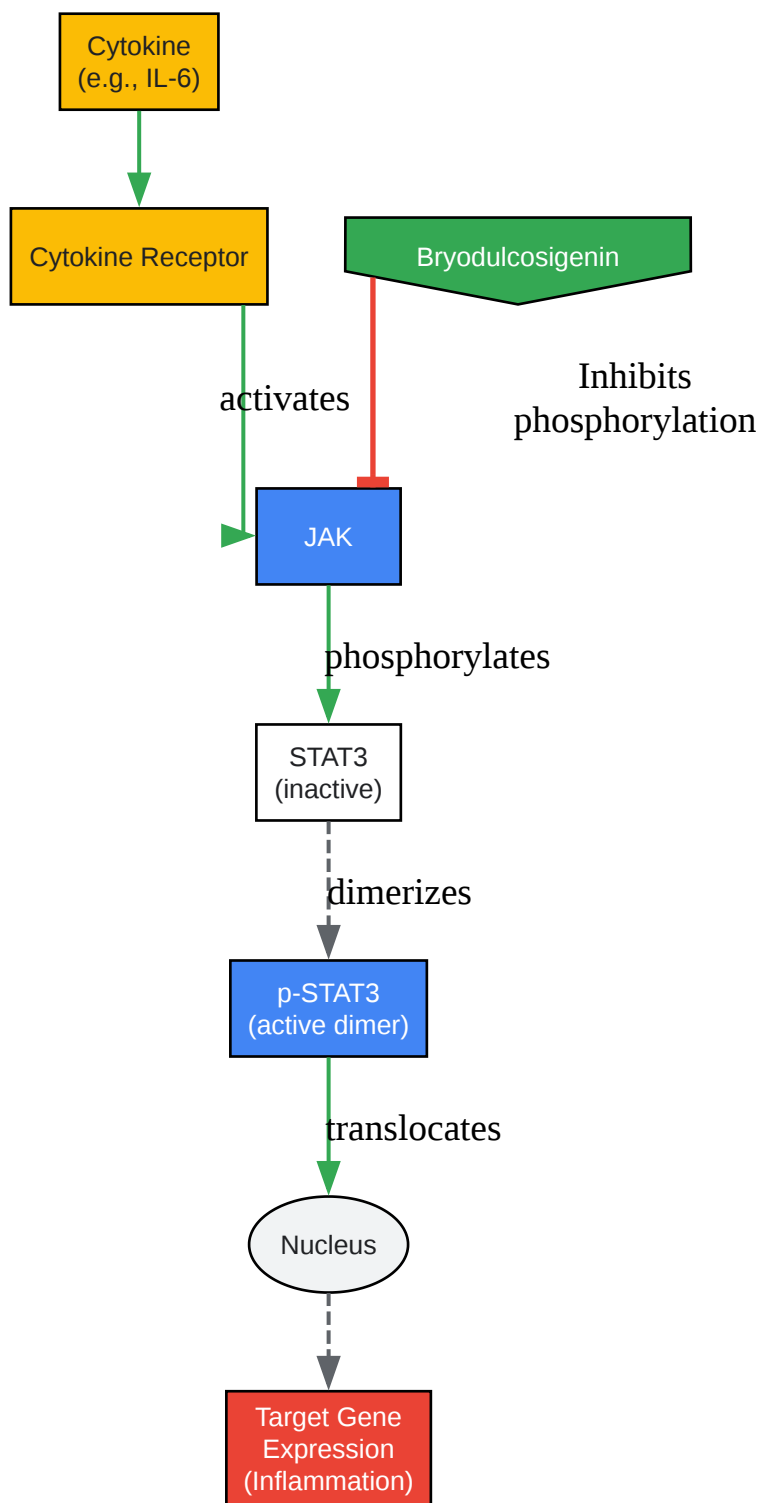 Cytokine
(e.g., IL-6)
Cytokine Receptor
Bryodulcosigenin
activates
Inhibits
phosphorylation
JAK
phosphorylates
STAT3
(inactive)
dimerizes
p-STAT3
(active dimer)
translocates
Nucleus
Target Gene
Expression
(Inflammation)